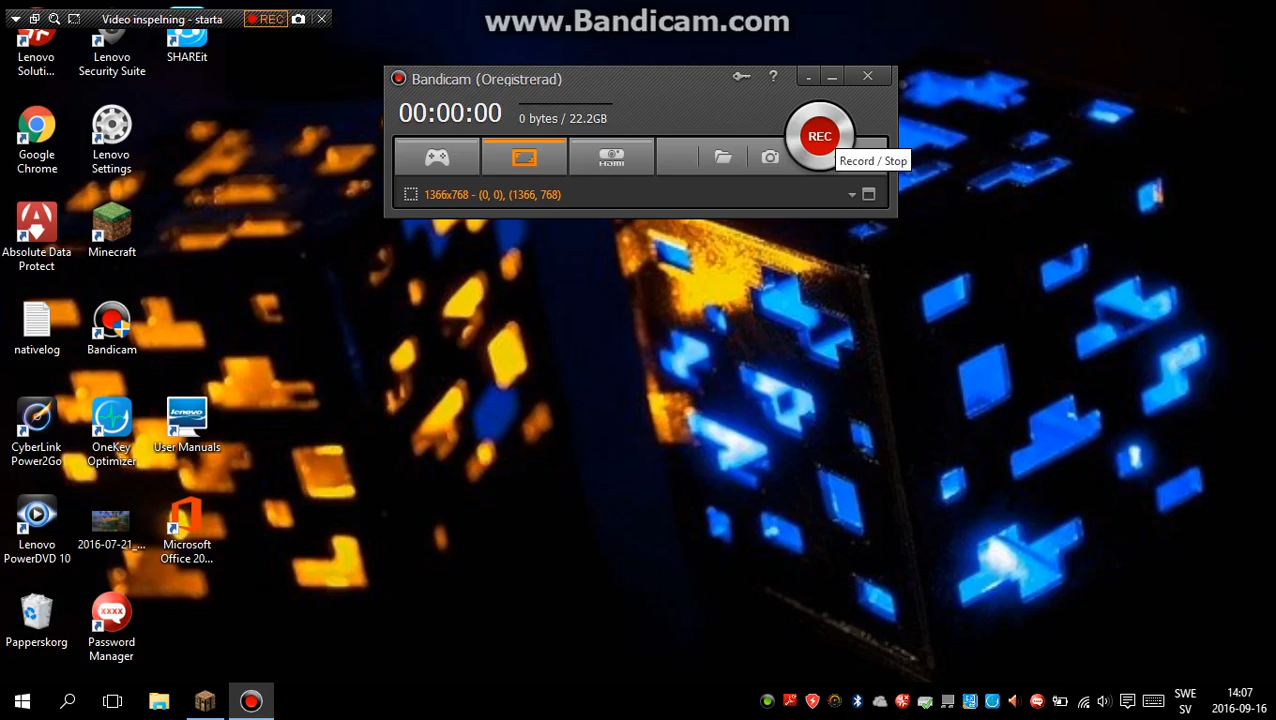 Video inspelning - starta
REC
www.Bandicam.com
Bandicam (Oregistrerad)
?
00:00:00
0 bytes / 22.2GB
REC
Record / Stop
HDMI
1366x768 - (0, 0), (1366, 768)
Lenovo
Soluti...
Lenovo
Security Suite
SHAREit
Google
Chrome
Lenovo
Settings
Absolute Data
Protect
Minecraft
nativelog
Bandicam
CyberLink
Power2Go
OneKey
Optimizer
lenovo
User Manuals
Lenovo
PowerDVD 10
2016-07-21_...
Microsoft
Office 20...
Papperskorg
XXXX
Password
Manager
SWE
SV
14:07
2016-09-16